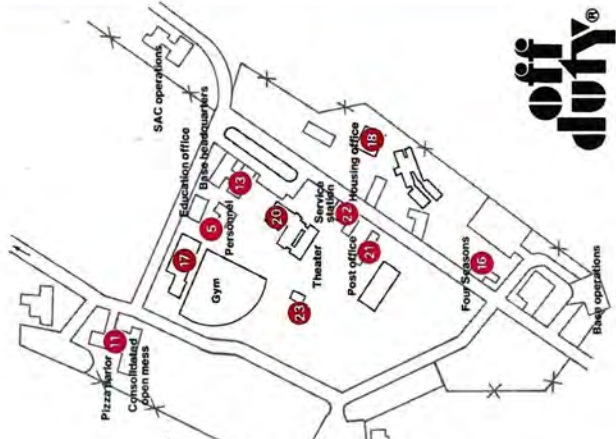 SAC operations
Education office
Base headquarters
13
5
Personnel
17
Gym
20
Theater
Service
station
22
Housing office
18
Post office
21
23
11
Pizza parlor
Consolidated
open mess
Four Seasons
16
Base operations
off
duty®